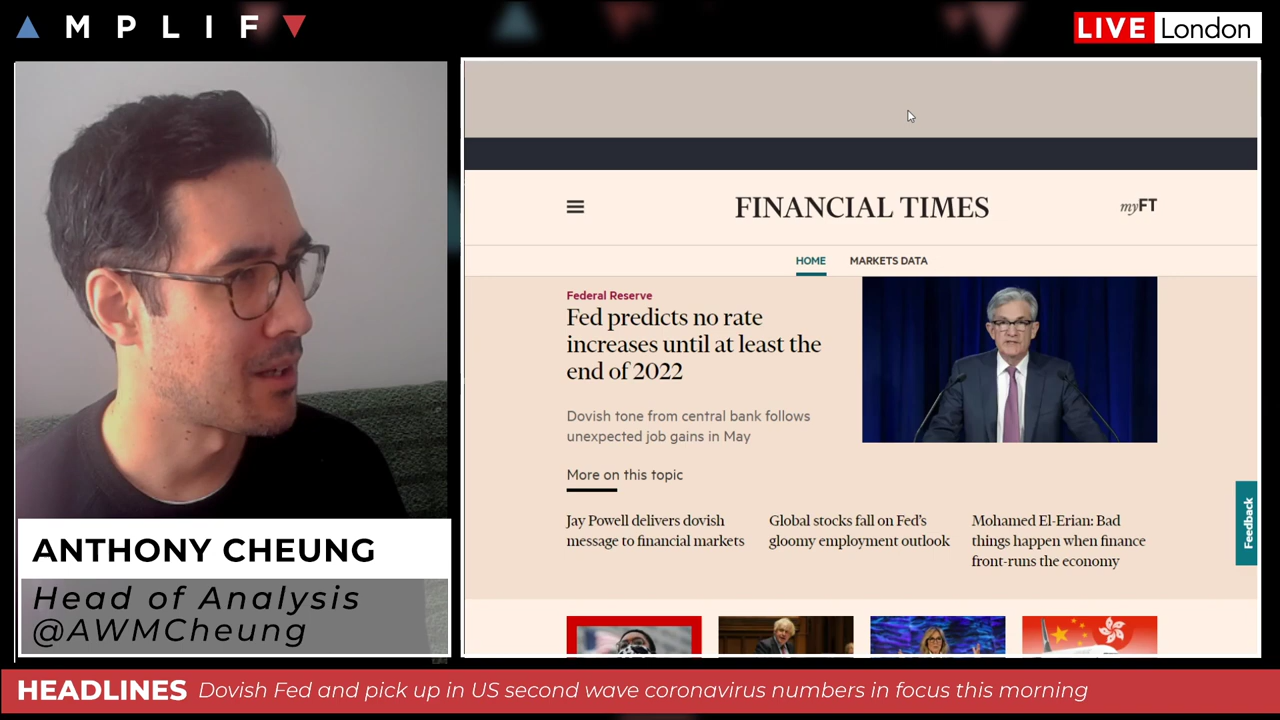 AMPLIFY
LIVE London
FINANCIAL TIMES
myFT
HOME MARKETS DATA
Federal Reserve
Fed predicts no rate
increases until at least the
end of 2022
Dovish tone from central bank follows
unexpected job gains in May
More on this topic
Jay Powell delivers dovish
message to financial markets
Global stocks fall on Fed's
gloomy employment outlook
Mohamed El-Erian: Bad
things happen when finance
front-runs the economy
Feedback
ANTHONY CHEUNG
Head of Analysis
@AWMCheung
HEADLINES Dovish Fed and pick up in US second wave coronavirus numbers in focus this morning